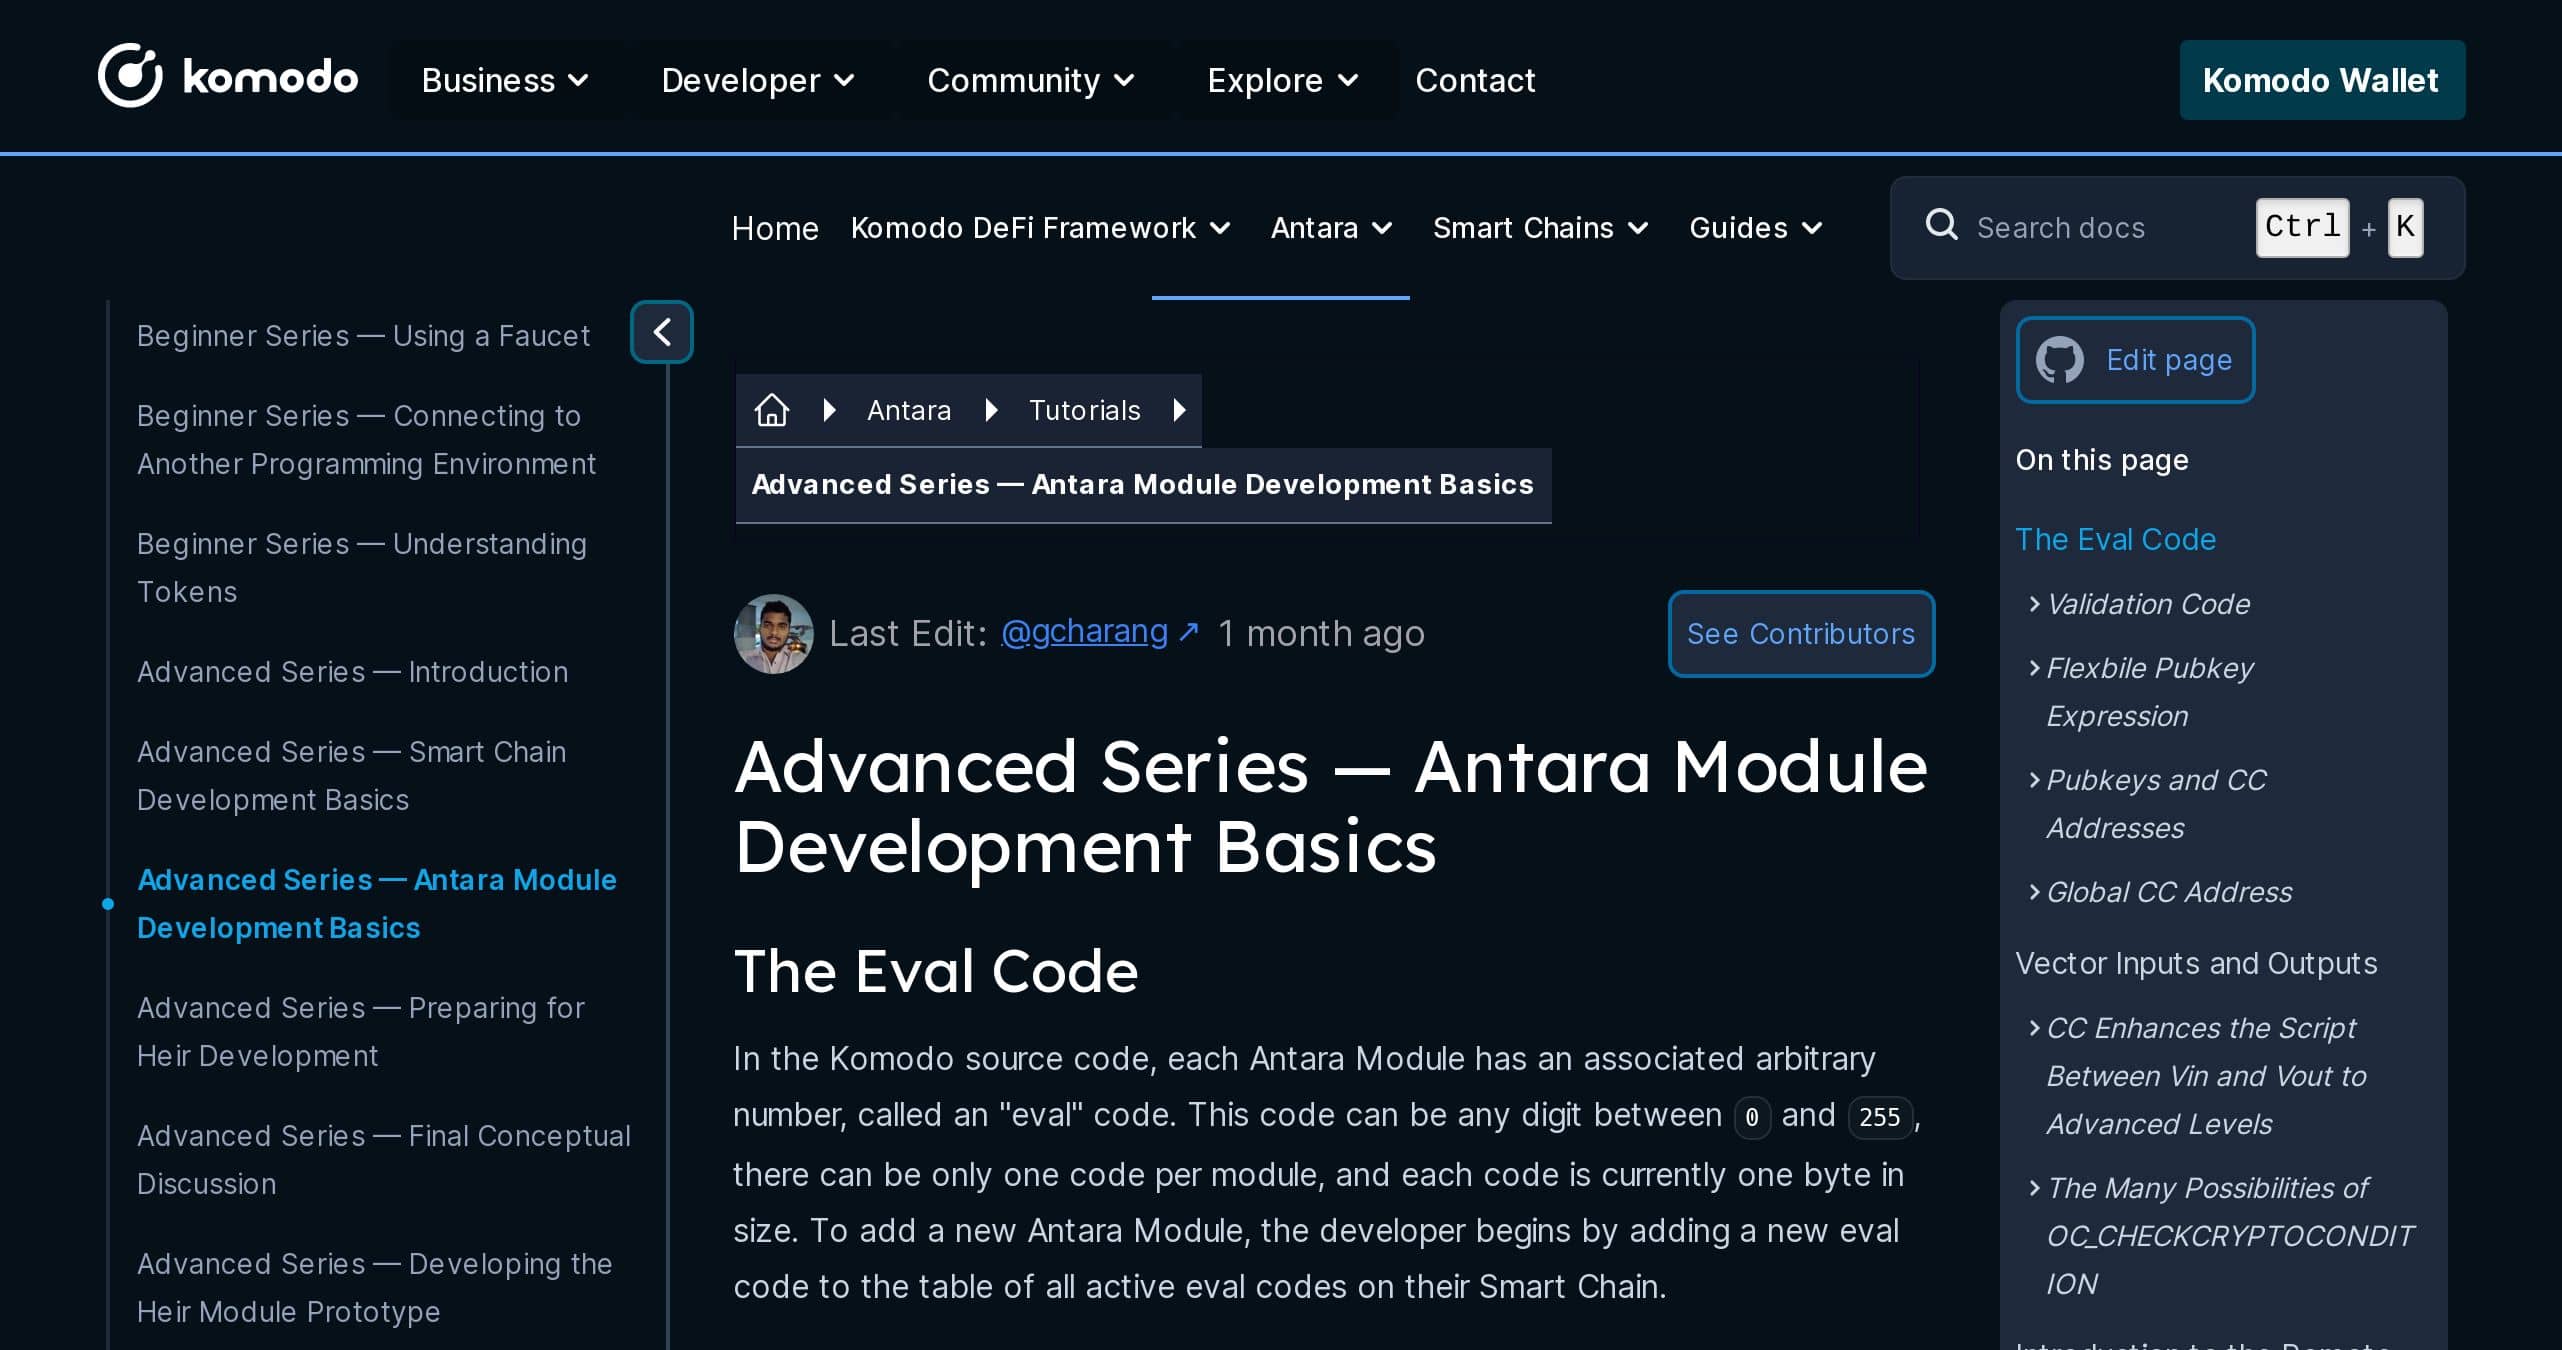 komodo
Business
Developer
Community
Explore
Contact
Komodo Wallet
Home
Komodo DeFi Framework
Antara
Smart Chains
Guides
Search docs
Ctrl + K
Beginner Series — Using a Faucet
Beginner Series — Connecting to
Another Programming Environment
Beginner Series — Understanding
Tokens
Advanced Series — Introduction
Advanced Series — Smart Chain
Development Basics
Advanced Series — Antara Module
Development Basics
Advanced Series — Preparing for
Heir Development
Advanced Series — Final Conceptual
Discussion
Advanced Series — Developing the
Heir Module Prototype
Antara
Tutorials
Advanced Series — Antara Module Development Basics
Last Edit: @gcharang ↗ 1 month ago
See Contributors
Advanced Series — Antara Module
Development Basics
The Eval Code
In the Komodo source code, each Antara Module has an associated arbitrary
number, called an "eval" code. This code can be any digit between 0 and 255,
there can be only one code per module, and each code is currently one byte in
size. To add a new Antara Module, the developer begins by adding a new eval
code to the table of all active eval codes on their Smart Chain.
Edit page
On this page
The Eval Code
Validation Code
Flexbile Pubkey
Expression
Pubkeys and CC
Addresses
Global CC Address
Vector Inputs and Outputs
CC Enhances the Script
Between Vin and Vout to
Advanced Levels
The Many Possibilities of
OC_CHECKCRYPTOCONDIT
ION
Introduction to the Remote